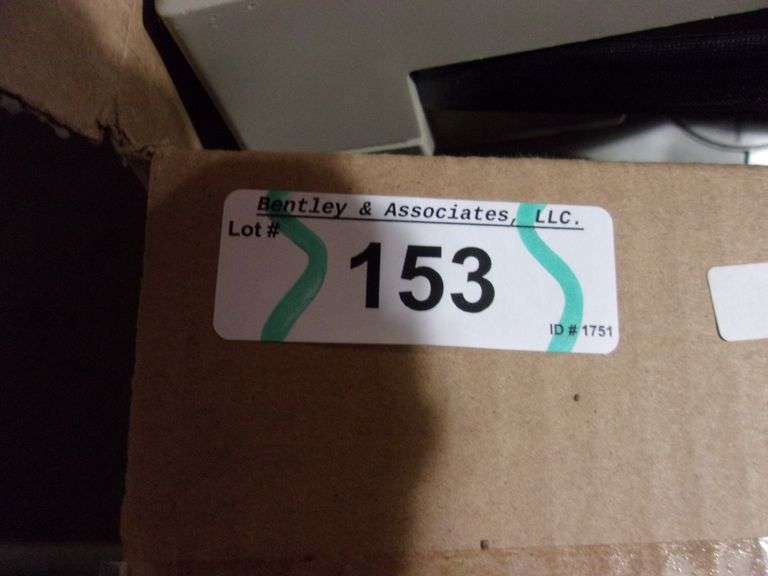 Bentley & Associates, LLC.
Lot #
153
ID # 1751